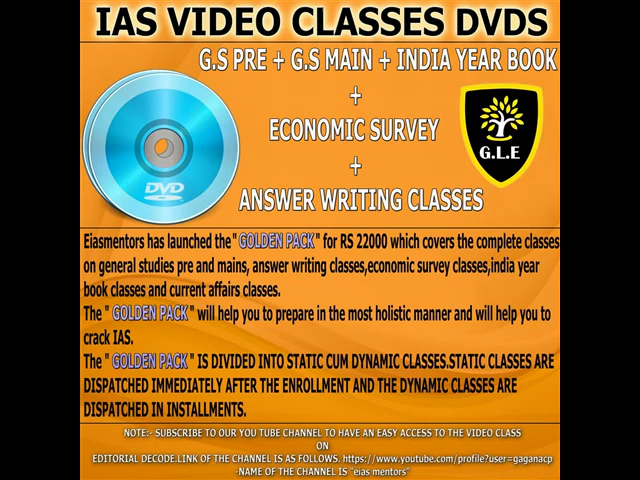 IAS VIDEO CLASSES DVDS
G.S PRE + G.S MAIN + INDIA YEAR BOOK
+
ECONOMIC SURVEY
+
ANSWER WRITING CLASSES
DVD
G.L.E
Eiasmentors has launched the" GOLDEN PACK" for RS 22000 which covers the complete classes
on general studies pre and mains, answer writing classes,economic survey classes,india year
book classes and current affairs classes.
The " GOLDEN PACK" will help you to prepare in the most holistic manner and will help you to
crack IAS.
The " GOLDEN PACK" IS DIVIDED INTO STATIC CUM DYNAMIC CLASSES.STATIC CLASSES ARE
DISPATCHED IMMEDIATELY AFTER THE ENROLLMENT AND THE DYNAMIC CLASSES ARE
DISPATCHED IN INSTALLMENTS.
NOTE:- SUBSCRIBE TO OUR YOU TUBE CHANNEL TO HAVE AN EASY ACCESS TO THE VIDEO CLASS
ON
EDITORIAL DECODE.LINK OF THE CHANNEL IS AS FOLLOWS. https://www.youtube.com/profile?user=gaganacp
-NAME OF THE CHANNEL IS "eias mentors"